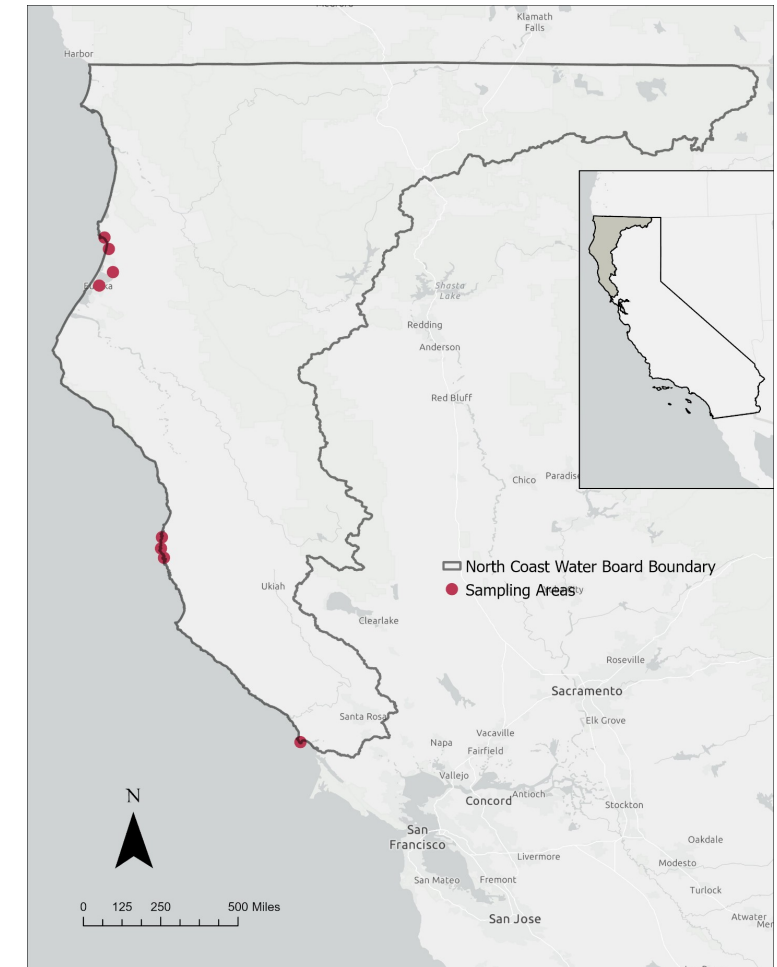 Klamath
Falls
Harbor
Shasta
Lake
Redding
Anderson
Red Bluff
Chico
Paradise
North Coast Water Board Boundary
Sampling Areas
Ukiah
Clearlake
Roseville
Sacramento
Santa Rosa
Elk Grove
Napa
Vacaville
Fairfield
Vallejo
Concord
Antioch
Stockton
N
San
Francisco
Oakdale
Livermore
Modesto
San Mateo
Fremont
Turlock
0 125 250 500 Miles
San Jose
Atwater